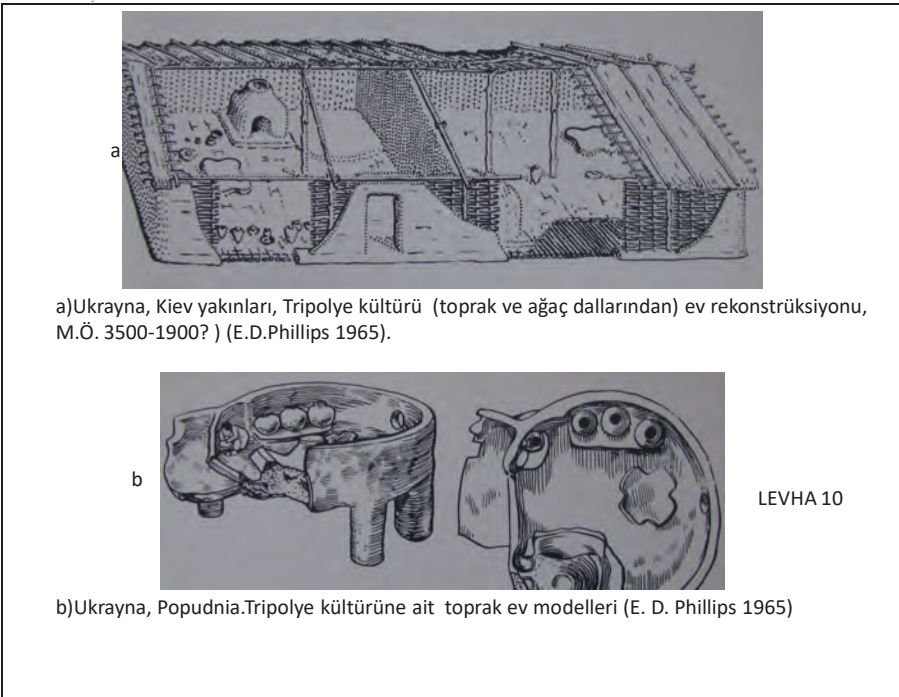 a
a)Ukrayna, Kiev yakınları, Tripolye kültürü (toprak ve ağaç dallarından) ev rekonstrüksiyonu,
M.Ö. 3500-1900? ) (E.D.Phillips 1965).
b
LEVHA 10
b)Ukrayna, Popudnia.Tripolye kültürüne ait toprak ev modelleri (E. D. Phillips 1965)